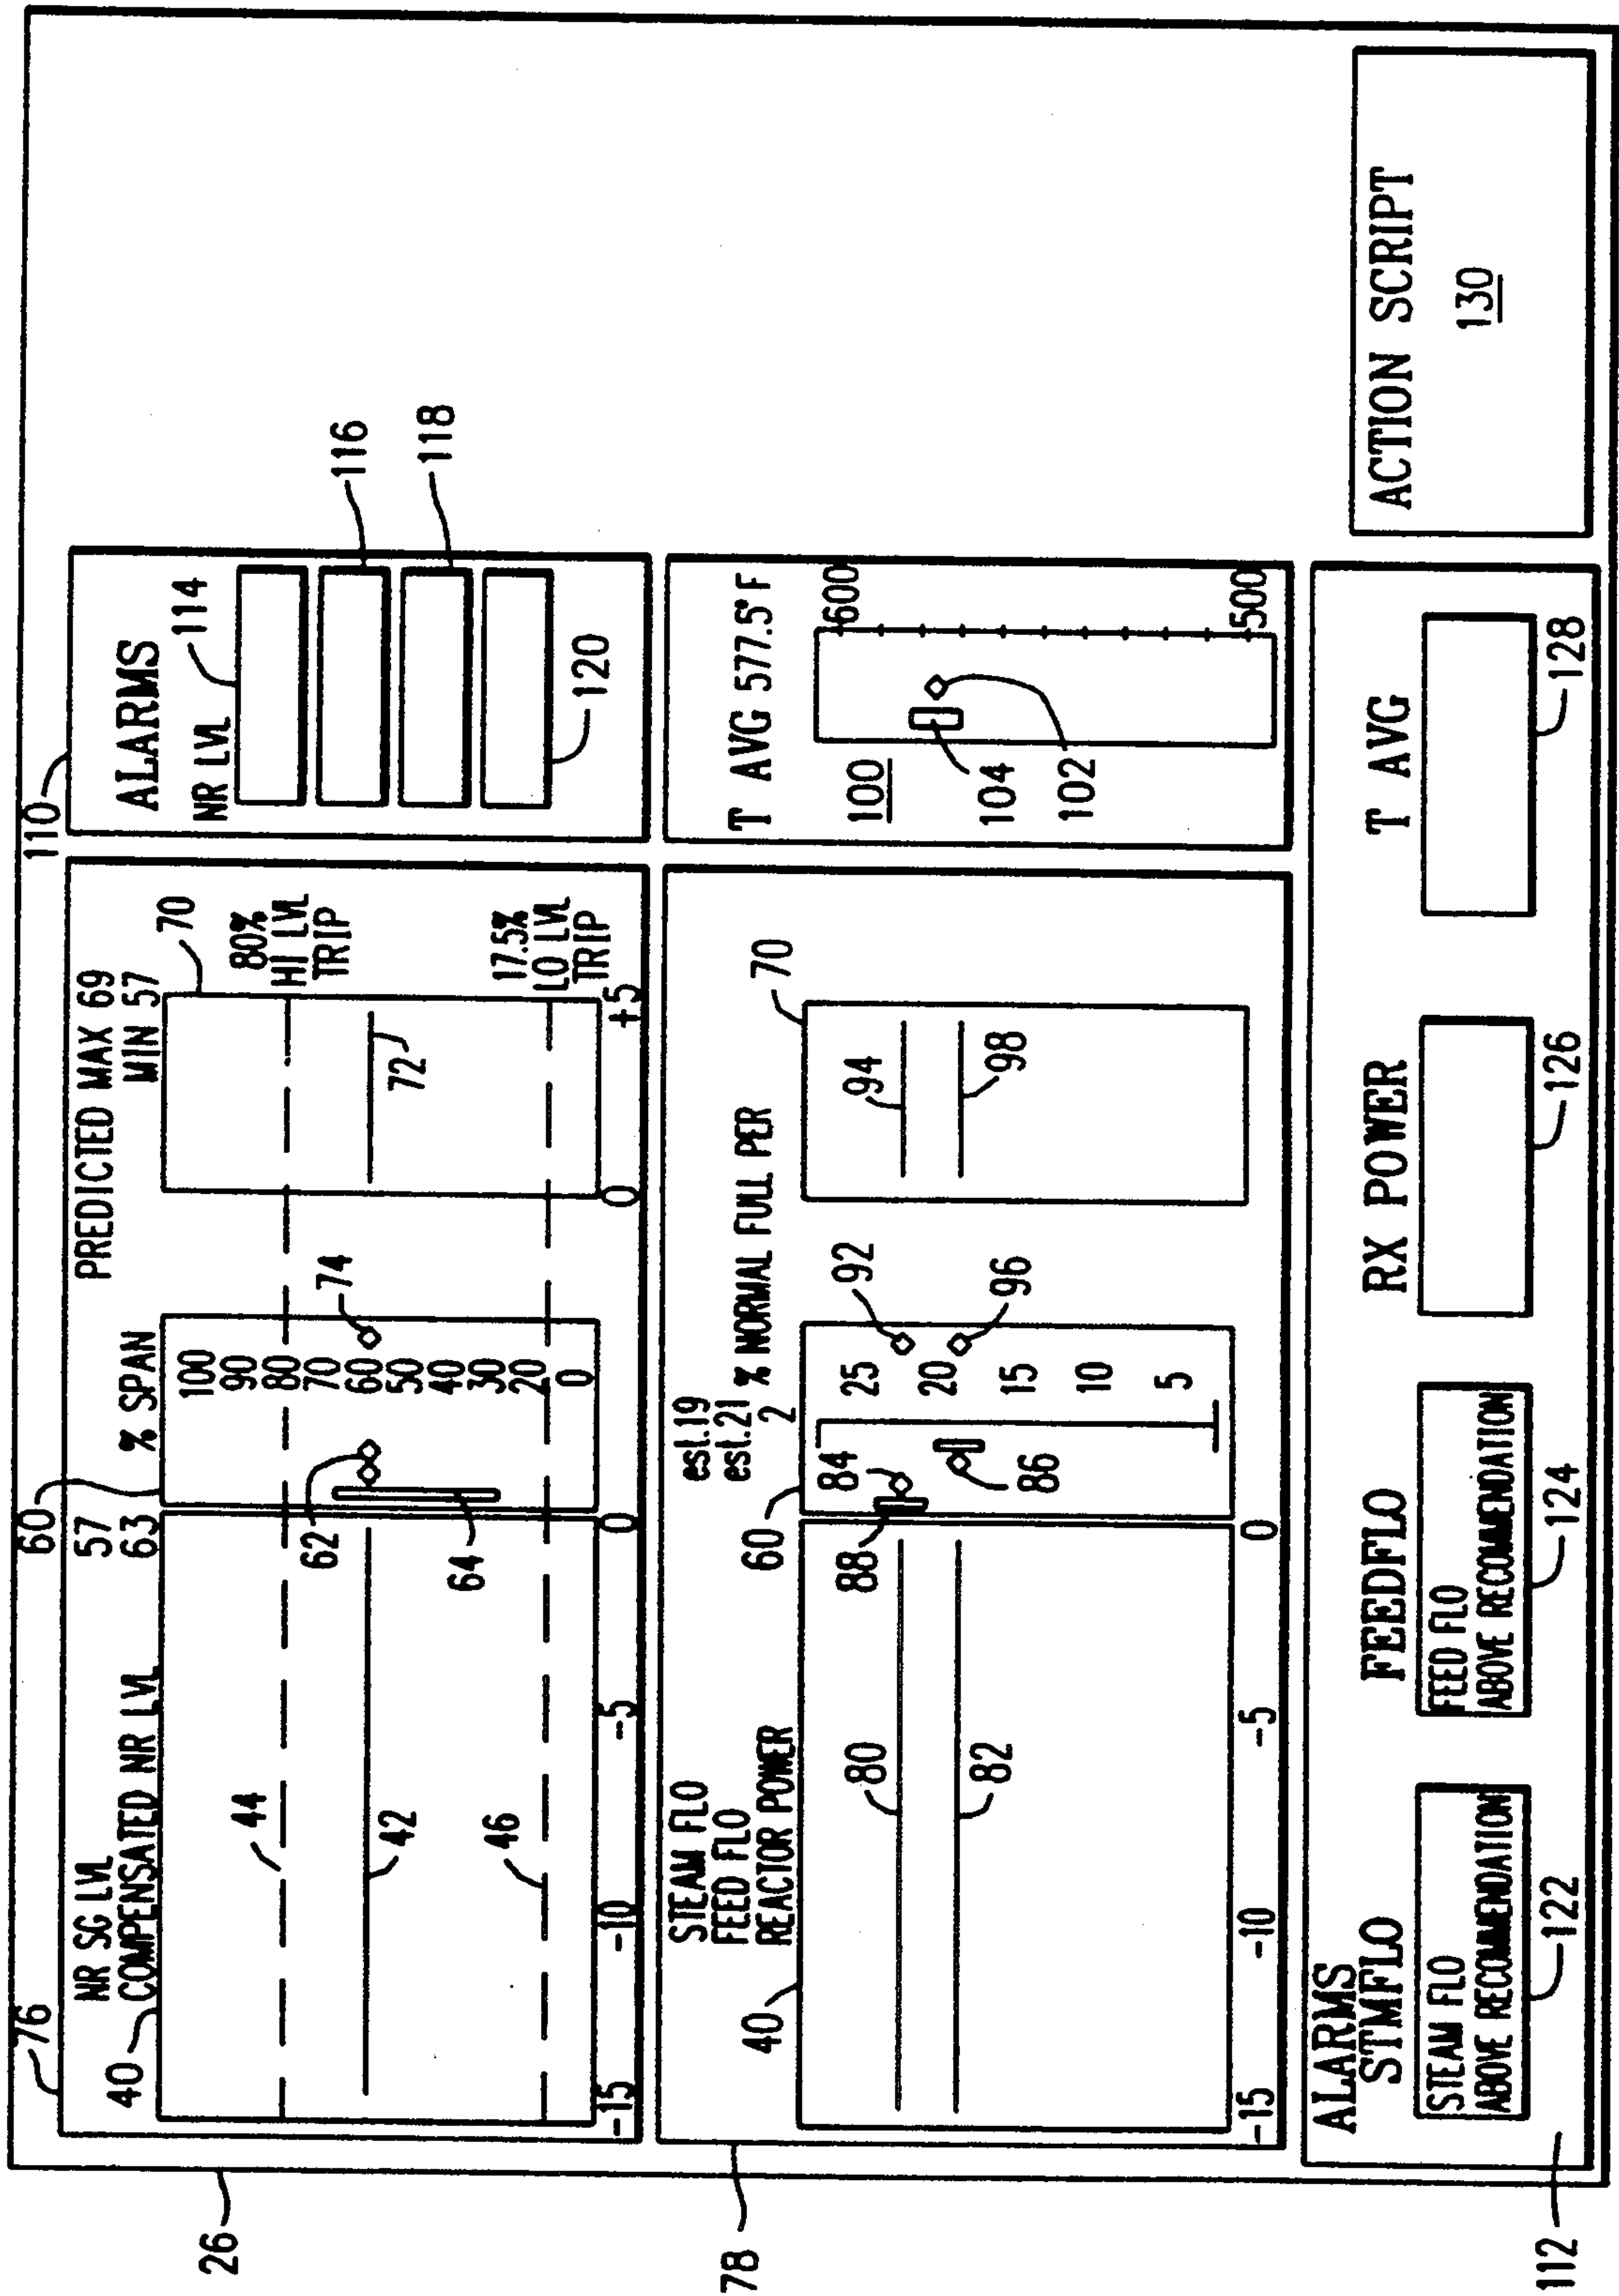 26
76
NR SG LVL 57
COMPENSATED NR LVL 63
40
44
42
46
-15 -10 -5 0
60
% SPAN
100
90
80
70
60
50
40
30
20
0
62
64
74
PREDICTED MAX 69
MIN 57
70
80%
HI LVL
TRIP
72
17.5%
LO LVL
TRIP
0 +5
110
ALARMS
NR LVL
114
116
118
120
78
STEAM FLO est.19
FEED FLO est.21
REACTOR POWER 2
40
80
82
-15 -10 -5 0
60
% NORMAL FULL PER
84
88
86
25
20
15
10
5
92
96
70
94
98
T AVG 577.5° F
100
600
500
104
102
112
ALARMS
STMFLO
STEAM FLO
ABOVE RECOMMENDATION
122
FEEDFLO
FEED FLO
ABOVE RECOMMENDATION
124
RX POWER
126
T AVG
128
ACTION SCRIPT
130